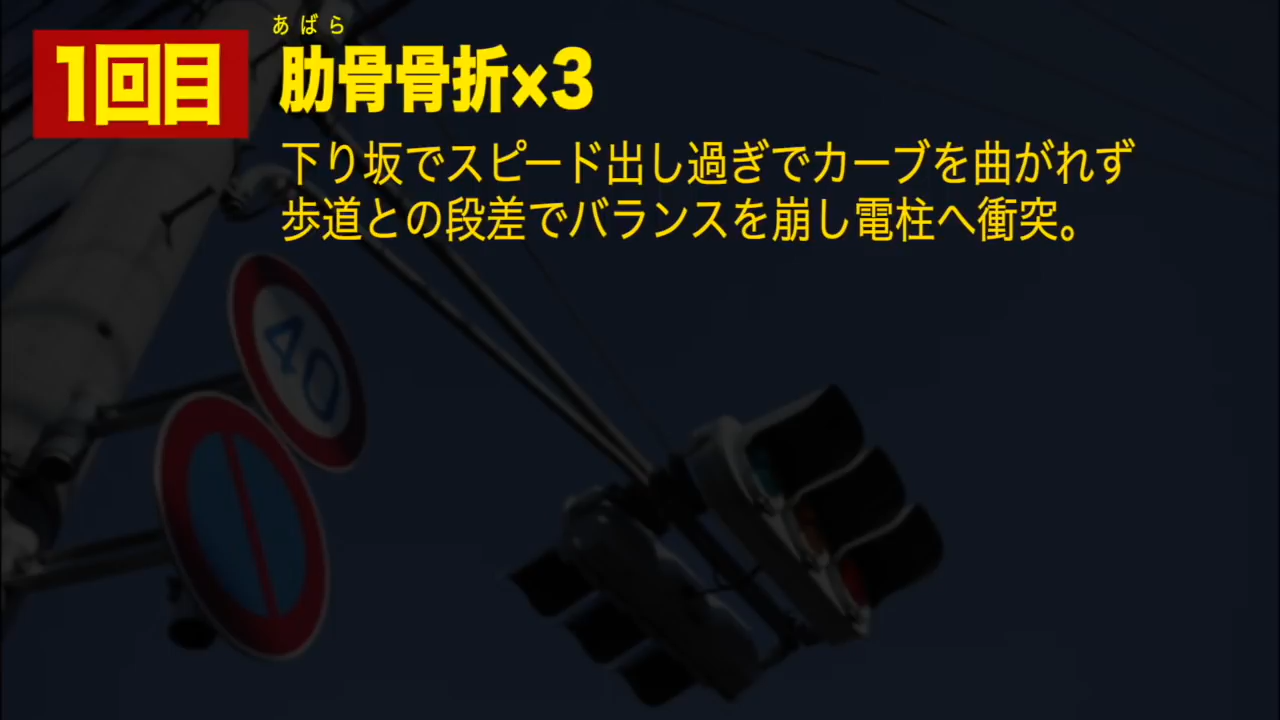 あばら
1回目
肋骨骨折×3
下り坂でスピード出し過ぎでカーブを曲がれず
歩道との段差でバランスを崩し電柱へ衝突。
40